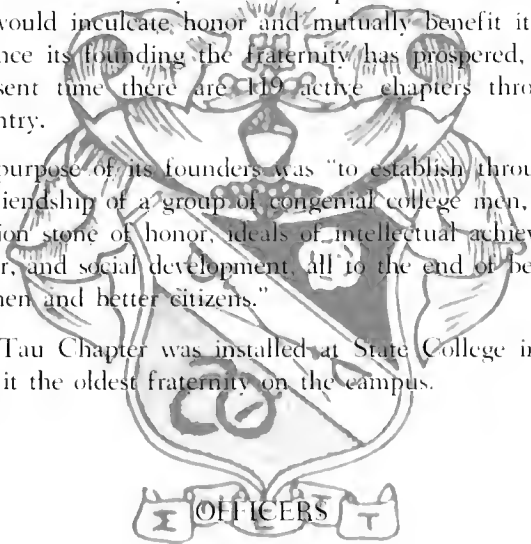 would inculcate honor and mutually benefit it
nce its founding the fraternity has prospered,
sent time there are 119 active chapters thro
ntry.
purpose of its founders was "to establish throu
iendship of a group of congenial college men,
ion stone of honor, ideals of intellectual achiev
r, and social development, all to the end of be
nen and better citizens."
Tau Chapter was installed at State College in
it the oldest fraternity on the campus.
OFFICERS
Σ Τ